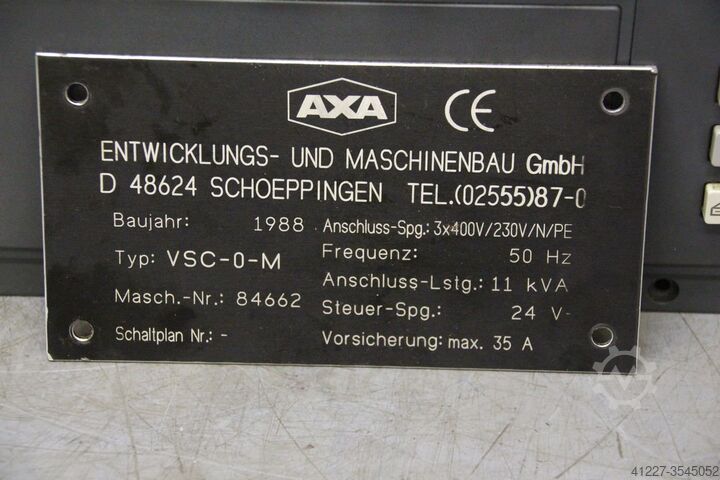 AXA CE
ENTWICKLUNGS- UND MASCHINENBAU GmbH
D 48624 SCHOEPPINGEN TEL.(02555)87-0
Baujahr: 1988 Anschluss-Spg.: 3x400V/230V/N/PE
Typ: VSC-0-M Frequenz: 50 Hz
Masch.-Nr.: 84662 Anschluss-Lstg.: 11 kVA
Steuer-Spg.: 24 V-
Schaltplan Nr.: - Vorsicherung: max. 35 A
41227-3545052